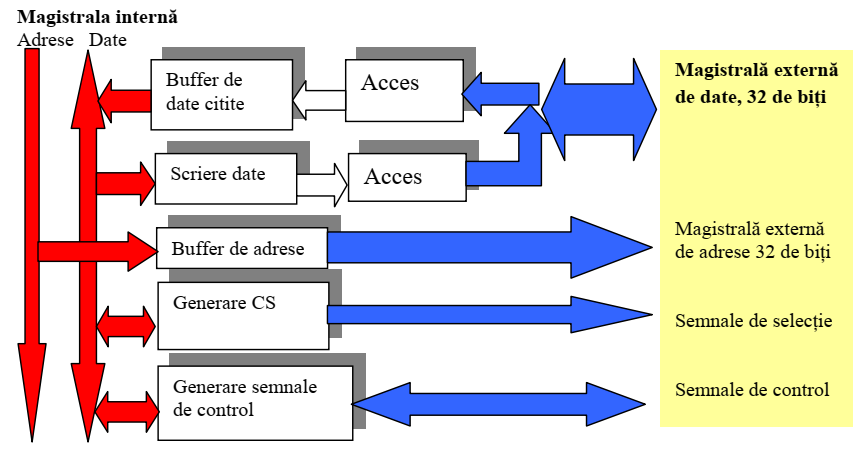 Magistrala internă
Adrese Date
Buffer de
date citite
Acces
Magistrală externă
de date, 32 de biți
Scriere date
Acces
Buffer de adrese
Magistrală externă
de adrese 32 de biți
Generare CS
Semnale de selecție
Generare semnale
de control
Semnale de control